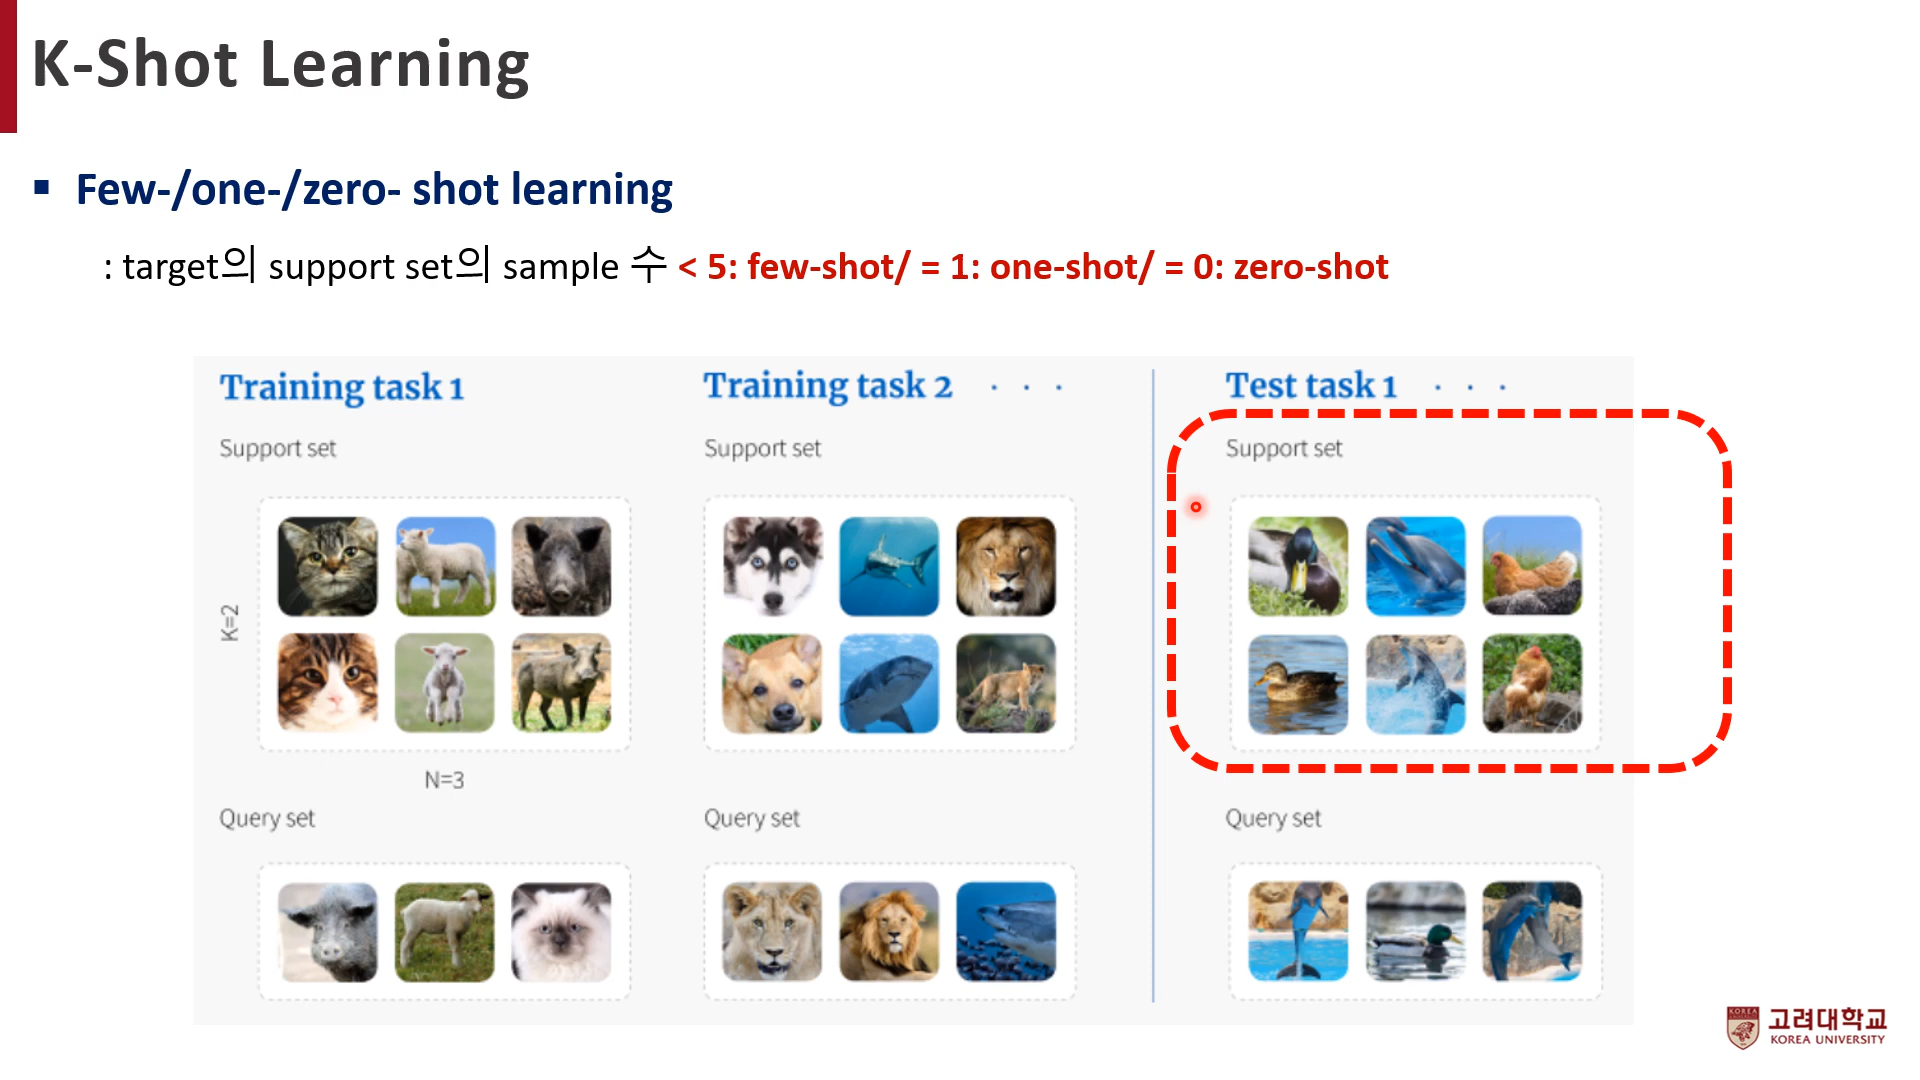 K-Shot Learning
▪ Few-/one-/zero- shot learning
: target의 support set의 sample 수 < 5: few-shot/ = 1: one-shot/ = 0: zero-shot
Training task 1
Training task 2 . . .
Test task 1 . . .
Support set
Support set
Support set
K=2
N=3
Query set
Query set
Query set
고려대학교
KOREA UNIVERSITY